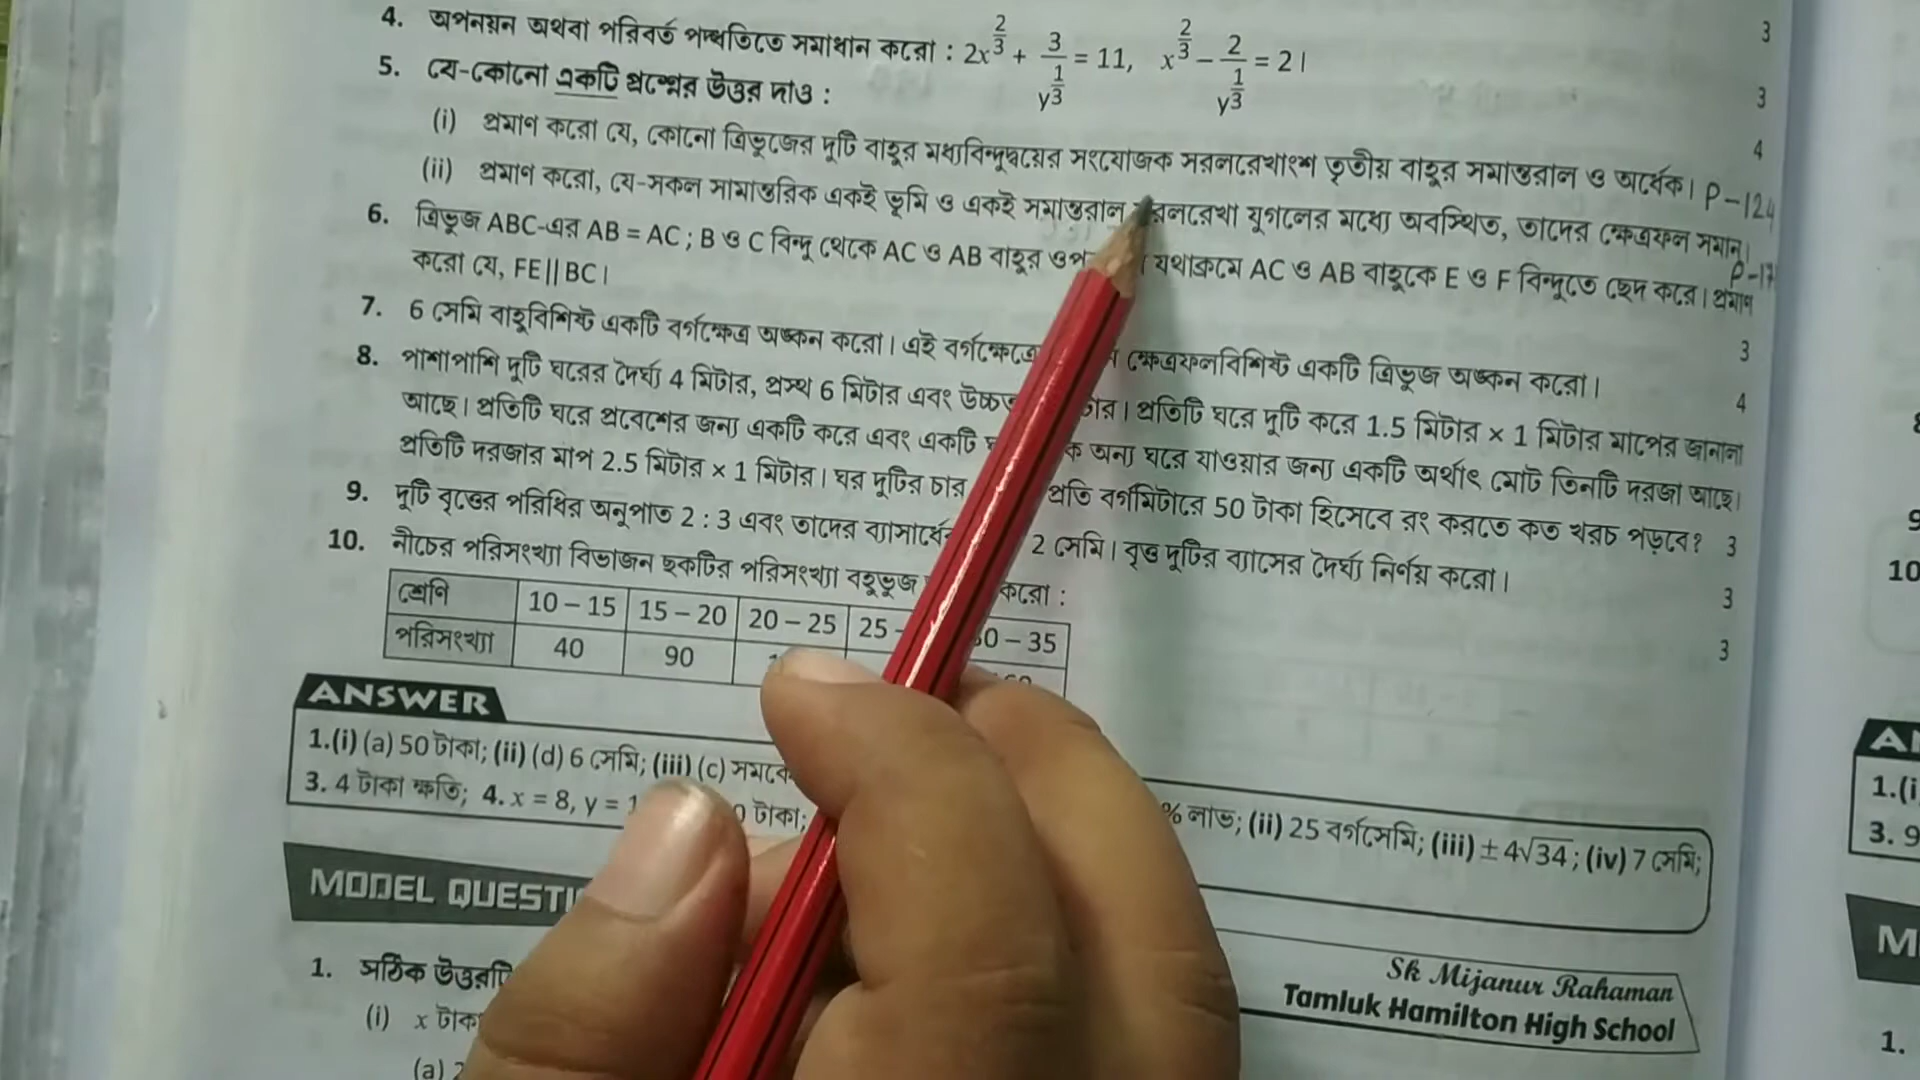 4. অপনয়ন অথবা পরিবর্ত পদ্ধতিতে সমাধান করো : 2x^{2/3} + 3/y^{1/3} = 11, x^{2/3} − 2/y^{1/3} = 2। 3
5. যে-কোনো একটি প্রশ্নের উত্তর দাও : 3
(i) প্রমাণ করো যে, কোনো ত্রিভুজের দুটি বাহুর মধ্যবিন্দুদ্বয়ের সংযোজক সরলরেখাংশ তৃতীয় বাহুর সমান্তরাল ও অর্ধেক। P-124 4
(ii) প্রমাণ করো, যে-সকল সামান্তরিক একই ভূমি ও একই সমান্তরাল রেখা যুগলের মধ্যে অবস্থিত, তাদের ক্ষেত্রফল সমান।
6. ত্রিভুজ ABC-এর AB = AC ; B ও C বিন্দু থেকে AC ও AB বাহুর যথাক্রমে AC ও AB বাহুকে E ও F বিন্দুতে ছেদ করে। প্রমাণ
করো যে, FE||BC। 3
7. 6 সেমি বাহুবিশিষ্ট একটি বর্গক্ষেত্র অঙ্কন করো। এই ক্ষেত্রফলবিশিষ্ট একটি ত্রিভুজ অঙ্কন করো। 4
8. পাশাপাশি দুটি ঘরের দৈর্ঘ্য 4 মিটার, প্রস্থ 6 মিটার এবং প্রতিটি ঘরে দুটি করে 1.5 মিটার × 1 মিটার মাপের জানালা
আছে। প্রতিটি ঘরে প্রবেশের জন্য একটি করে এবং একটি অন্য ঘরে যাওয়ার জন্য একটি অর্থাৎ মোট তিনটি দরজা আছে।
প্রতিটি দরজার মাপ 2.5 মিটার × 1 মিটার। ঘর দুটির চার প্রতি বর্গমিটারে 50 টাকা হিসেবে রং করতে কত খরচ পড়বে? 3
9. দুটি বৃত্তের পরিধির অনুপাত 2 : 3 এবং তাদের 2 সেমি। বৃত্ত দুটির ব্যাসের দৈর্ঘ্য নির্ণয় করো। 3
10. নীচের পরিসংখ্যা বিভাজন ছকটির পরিসংখ্যা বহুভুজ করো : 3
শ্রেণি 10 – 15 15 – 20 20 – 25 25 0 – 35
পরিসংখ্যা 40 90
ANSWER
1.(i) (a) 50 টাকা; (ii) (d) 6 সেমি; (iii) (c) % লাভ; (ii) 25 বর্গসেমি; (iii) ± 4√34 ; (iv) 7 সেমি;
3. 4 টাকা ক্ষতি; 4. x = 8, y = 1 টাকা;
MODEL QUESTI
1. সঠিক
(i) x
(a) 2
Sk Mijanur Rahaman
Tamluk Hamilton High School
10
1.(i
3. 9
M
1.